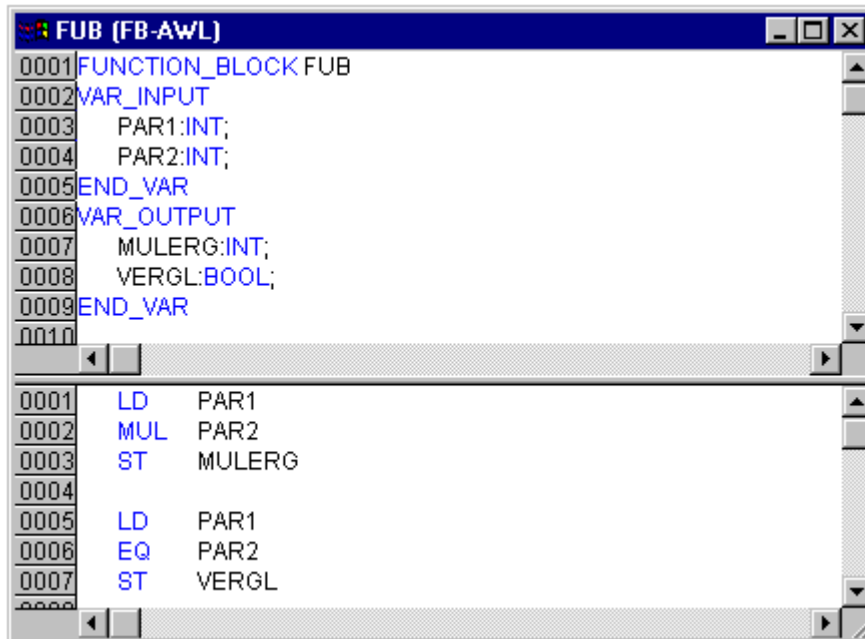 FUB (FB-AWL)
0001 FUNCTION_BLOCK FUB
0002 VAR_INPUT
0003 PAR1:INT;
0004 PAR2:INT;
0005 END_VAR
0006 VAR_OUTPUT
0007 MULERG:INT;
0008 VERGL:BOOL;
0009 END_VAR
0010
0001 LD PAR1
0002 MUL PAR2
0003 ST MULERG
0004
0005 LD PAR1
0006 EQ PAR2
0007 ST VERGL